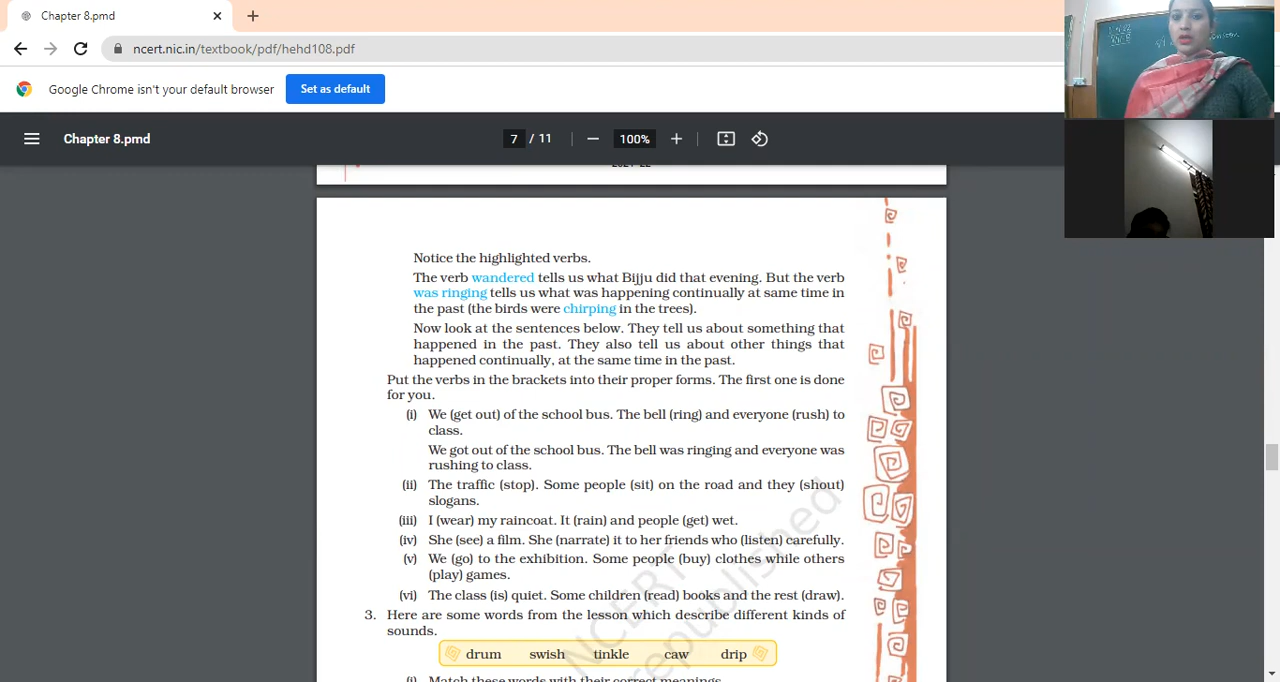 Chapter 8.pmd
ncert.nic.in/textbook/pdf/hehd108.pdf
Google Chrome isn't your default browser
Set as default
Chapter 8.pmd
7 / 11
100%
Notice the highlighted verbs.
The verb wandered tells us what Bijju did that evening. But the verb
was ringing tells us what was happening continually at same time in
the past (the birds were chirping in the trees).
Now look at the sentences below. They tell us about something that
happened in the past. They also tell us about other things that
happened continually, at the same time in the past.
Put the verbs in the brackets into their proper forms. The first one is done
for you.
(i) We (get out) of the school bus. The bell (ring) and everyone (rush) to
class.
We got out of the school bus. The bell was ringing and everyone was
rushing to class.
(ii) The traffic (stop). Some people (sit) on the road and they (shout)
slogans.
(iii) I (wear) my raincoat. It (rain) and people (get) wet.
(iv) She (see) a film. She (narrate) it to her friends who (listen) carefully.
(v) We (go) to the exhibition. Some people (buy) clothes while others
(play) games.
(vi) The class (is) quiet. Some children (read) books and the rest (draw).
3. Here are some words from the lesson which describe different kinds of
sounds.
drum swish tinkle caw drip
(i) Match these words with their correct meanings.
NCERT
republished